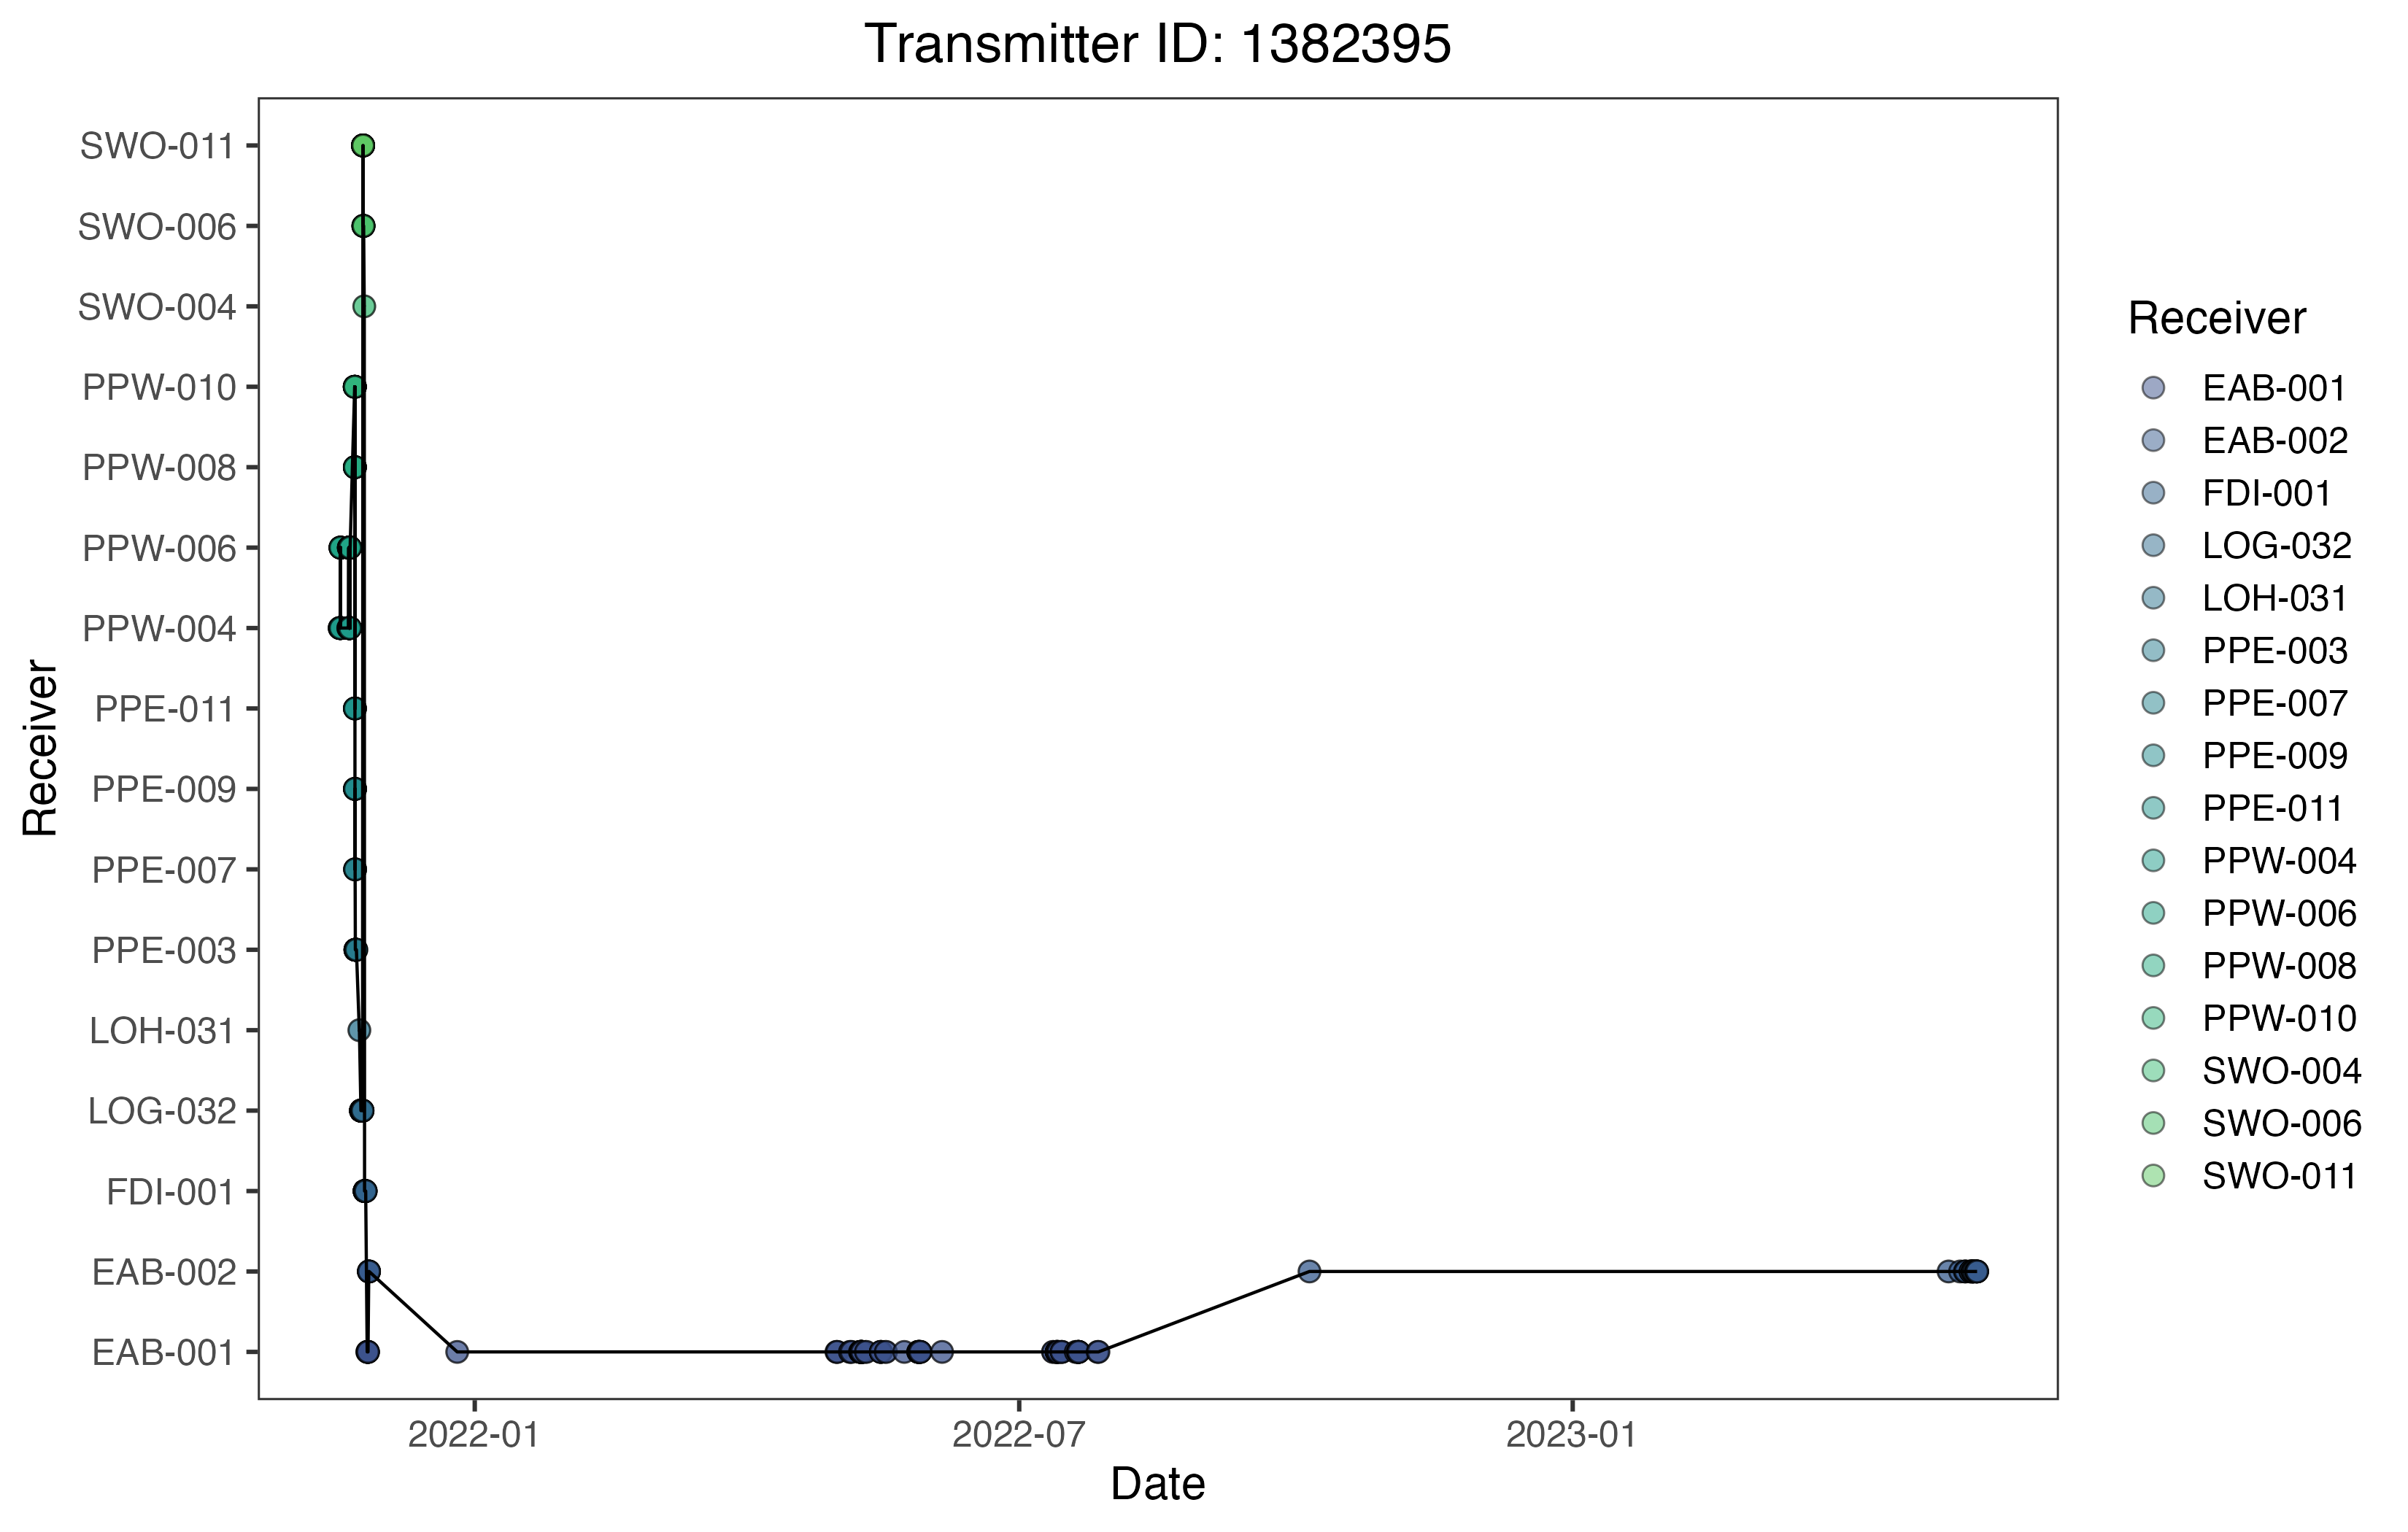 Transmitter ID: 1382395
Receiver
SWO-011
SWO-006
SWO-004
PPW-010
PPW-008
PPW-006
PPW-004
PPE-011
PPE-009
PPE-007
PPE-003
LOH-031
LOG-032
FDI-001
EAB-002
EAB-001
2022-01
2022-07
2023-01
Date
Receiver
EAB-001
EAB-002
FDI-001
LOG-032
LOH-031
PPE-003
PPE-007
PPE-009
PPE-011
PPW-004
PPW-006
PPW-008
PPW-010
SWO-004
SWO-006
SWO-011